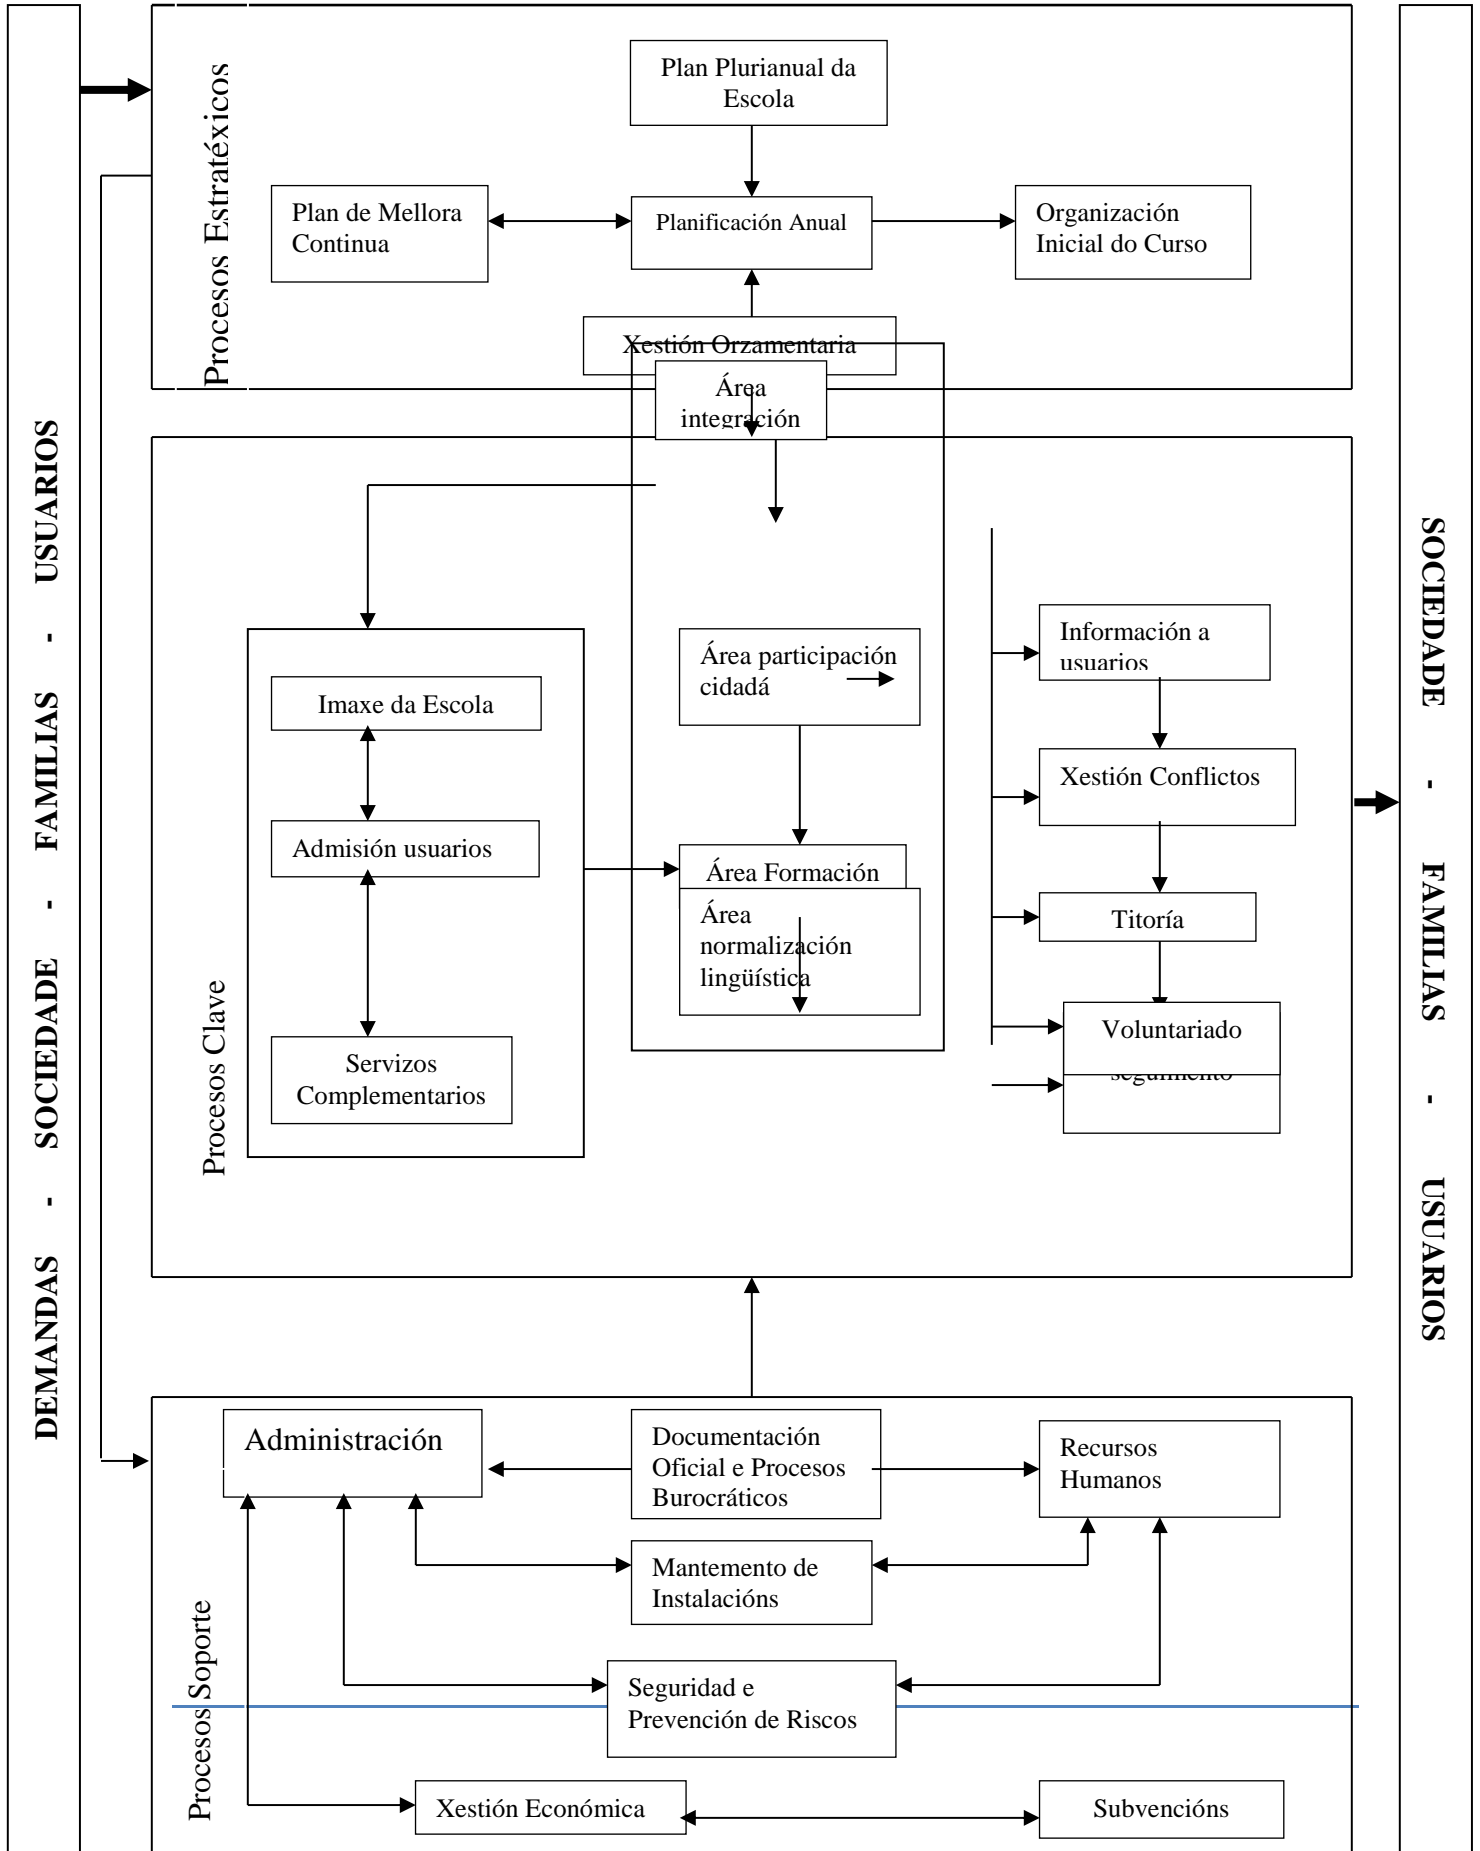 DEMANDAS - SOCIEDADE - FAMILIAS - USUARIOS
Procesos Estratéxicos
Plan Plurianual da
Escola
Plan de Mellora
Continua
Planificación Anual
Organización
Inicial do Curso
Xestión Orzamentaria
Área
integración
Procesos Clave
Imaxe da Escola
Admisión usuarios
Servizos
Complementarios
Área participación
cidadá
Área Formación
Área
normalización
lingüística
Información a
usuarios
Xestión Conflictos
Titoría
Voluntariado
seguimento
Procesos Soporte
Administración
Documentación
Oficial e Procesos
Burocráticos
Recursos
Humanos
Mantemento de
Instalacións
Seguridad e
Prevención de Riscos
Xestión Económica
Subvencións
SOCIEDADE - FAMILIAS - USUARIOS